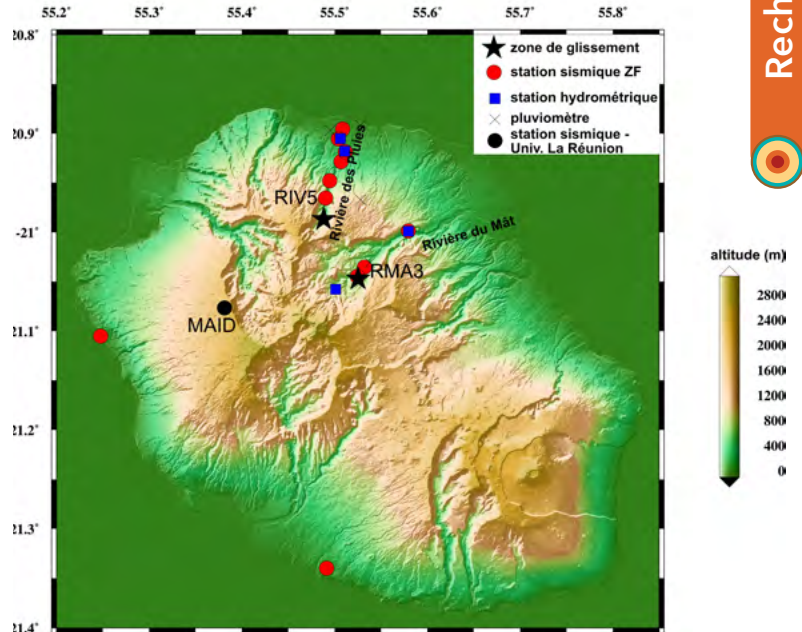 55.2 55.3 55.4 55.5 55.6 55.7 55.8
20.8°
20.9°
-21°
21.1°
21.2°
21.3°
21.4°
zone de glissement
station sismique ZF
station hydrométrique
pluviomètre
station sismique -
Univ. La Réunion
Rivière des Pluies
RIV5
Rivière du Mât
RMA3
MAID
Rech
altitude (m)
2800
2400
2000
1600
1200
800
400
0